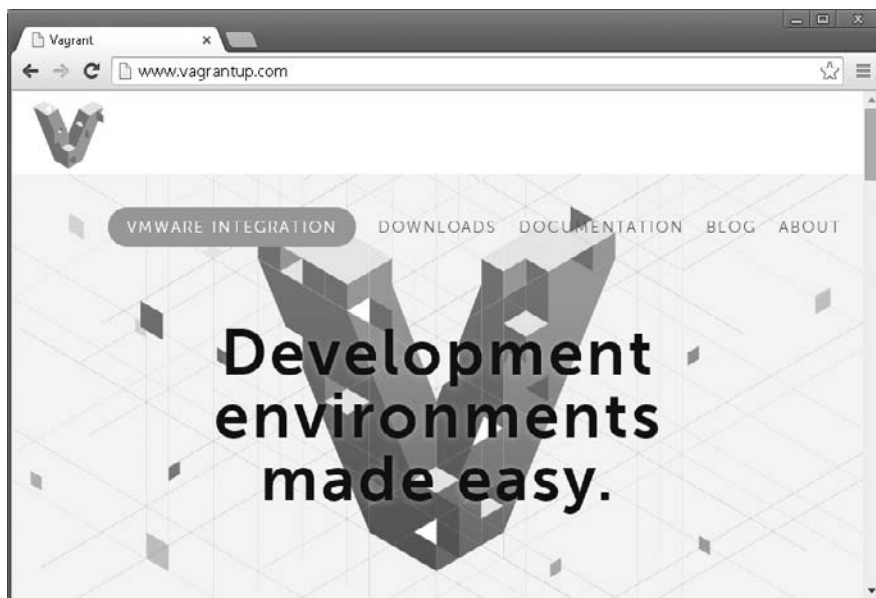 Vagrant
www.vagrantup.com
VMWARE INTEGRATION DOWNLOADS DOCUMENTATION BLOG ABOUT
Development
environments
made easy.